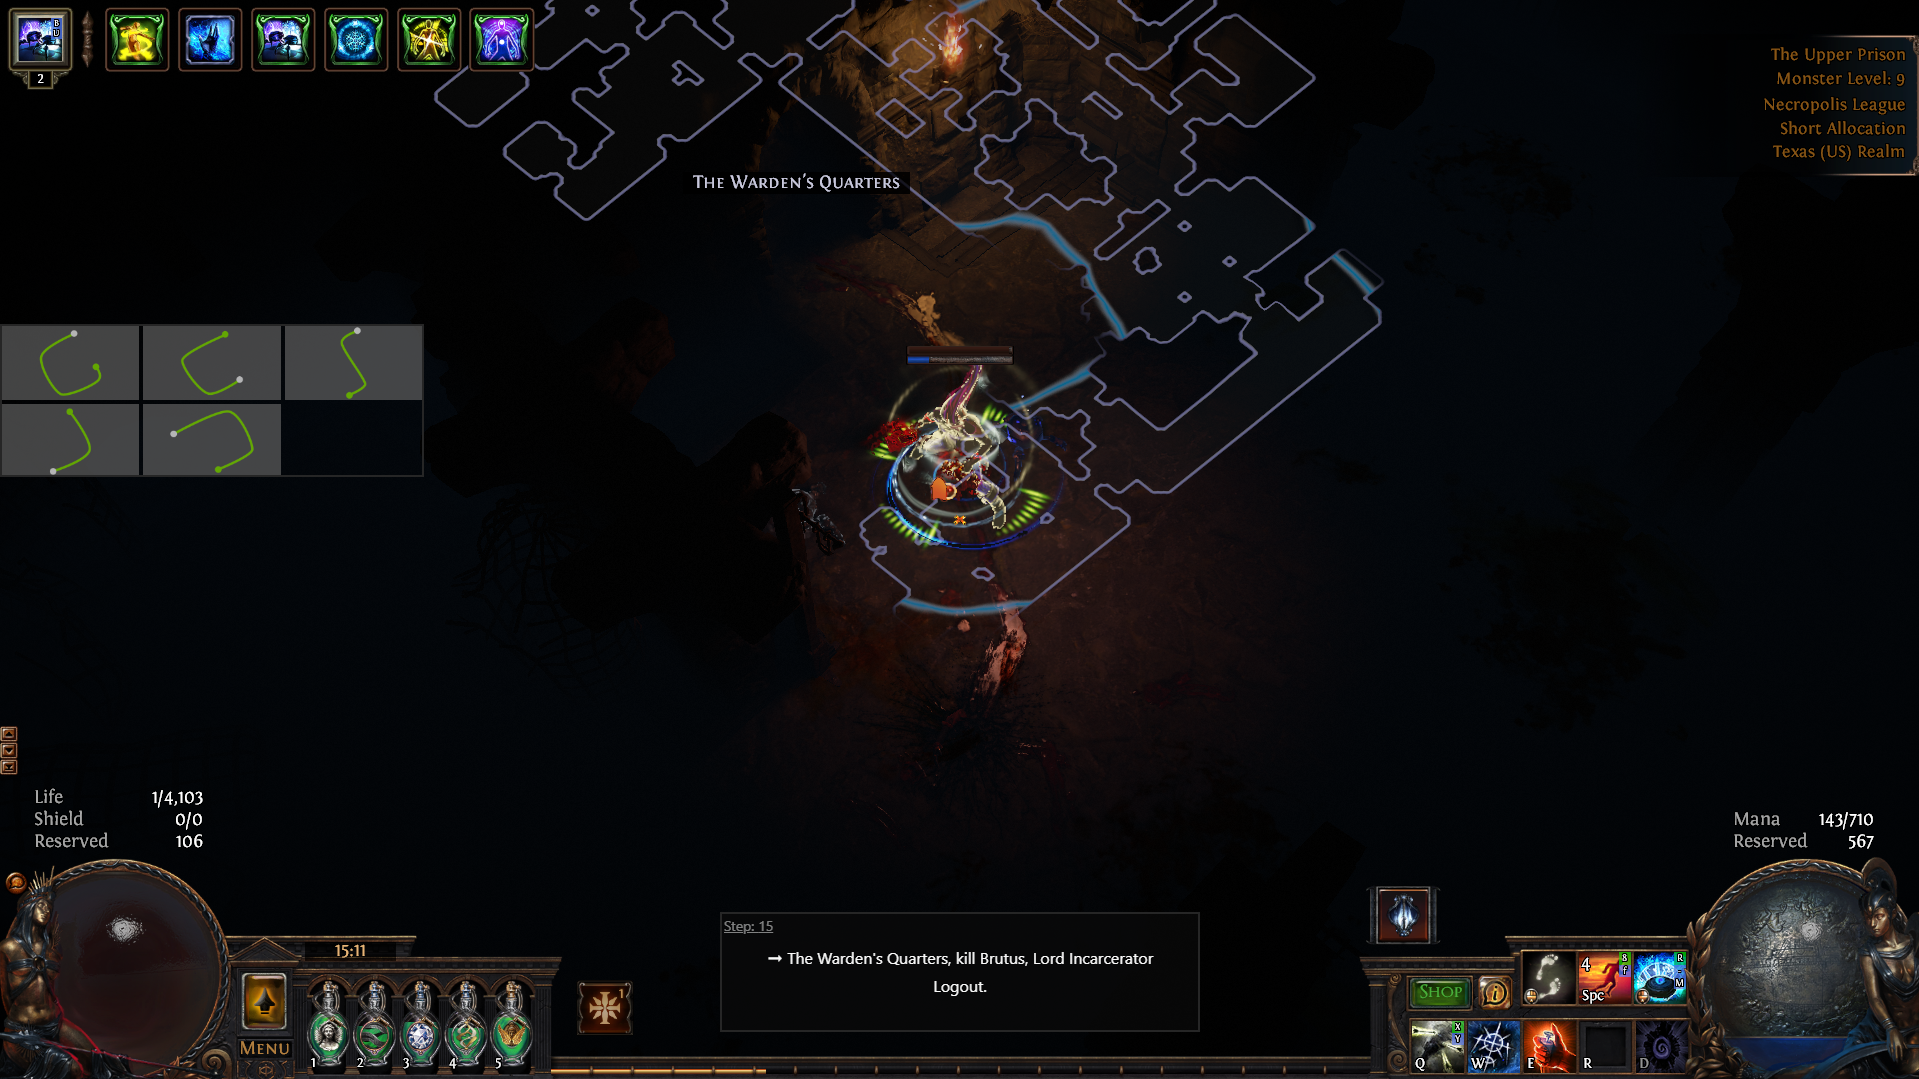 B
U
2
The Upper Prison
Monster Level: 9
Necropolis League
Short Allocation
Texas (US) Realm
The Warden's Quarters
Life 1/4,103
Shield 0/0
Reserved 106
Mana 143/710
Reserved 567
Step: 15
→ The Warden's Quarters, kill Brutus, Lord Incarcerator
Logout.
15:11
Menu
1 2 3 4 5
1
Shop
4
Spc
8
f
R
M
X
Y
Q W E R D